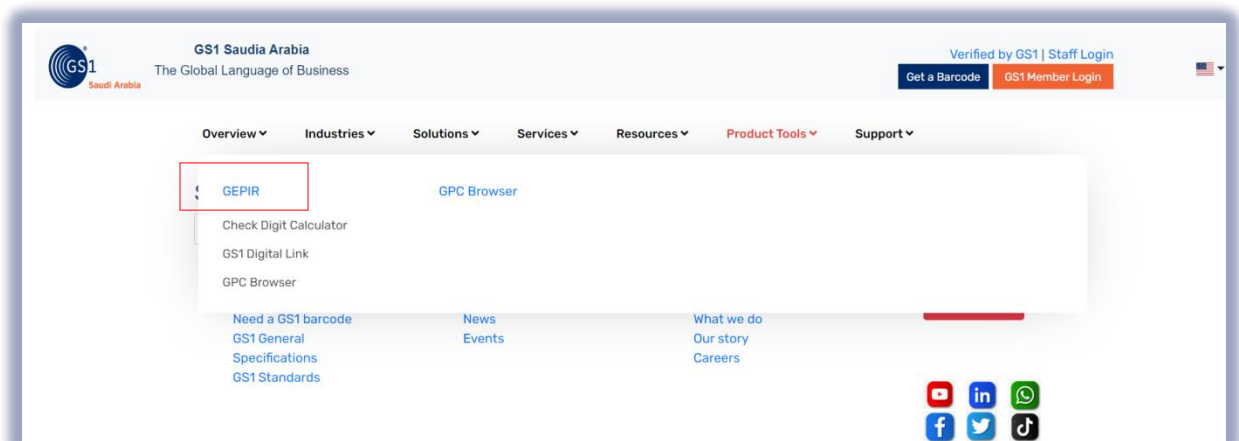 GS1
Saudi Arabia
GS1 Saudia Arabia
The Global Language of Business
Verified by GS1 | Staff Login
Get a Barcode
GS1 Member Login
Overview
Industries
Solutions
Services
Resources
Product Tools
Support
GEPIR
GPC Browser
Check Digit Calculator
GS1 Digital Link
GPC Browser
Need a GS1 barcode
News
What we do
GS1 General
Events
Our story
Specifications
Careers
GS1 Standards
in